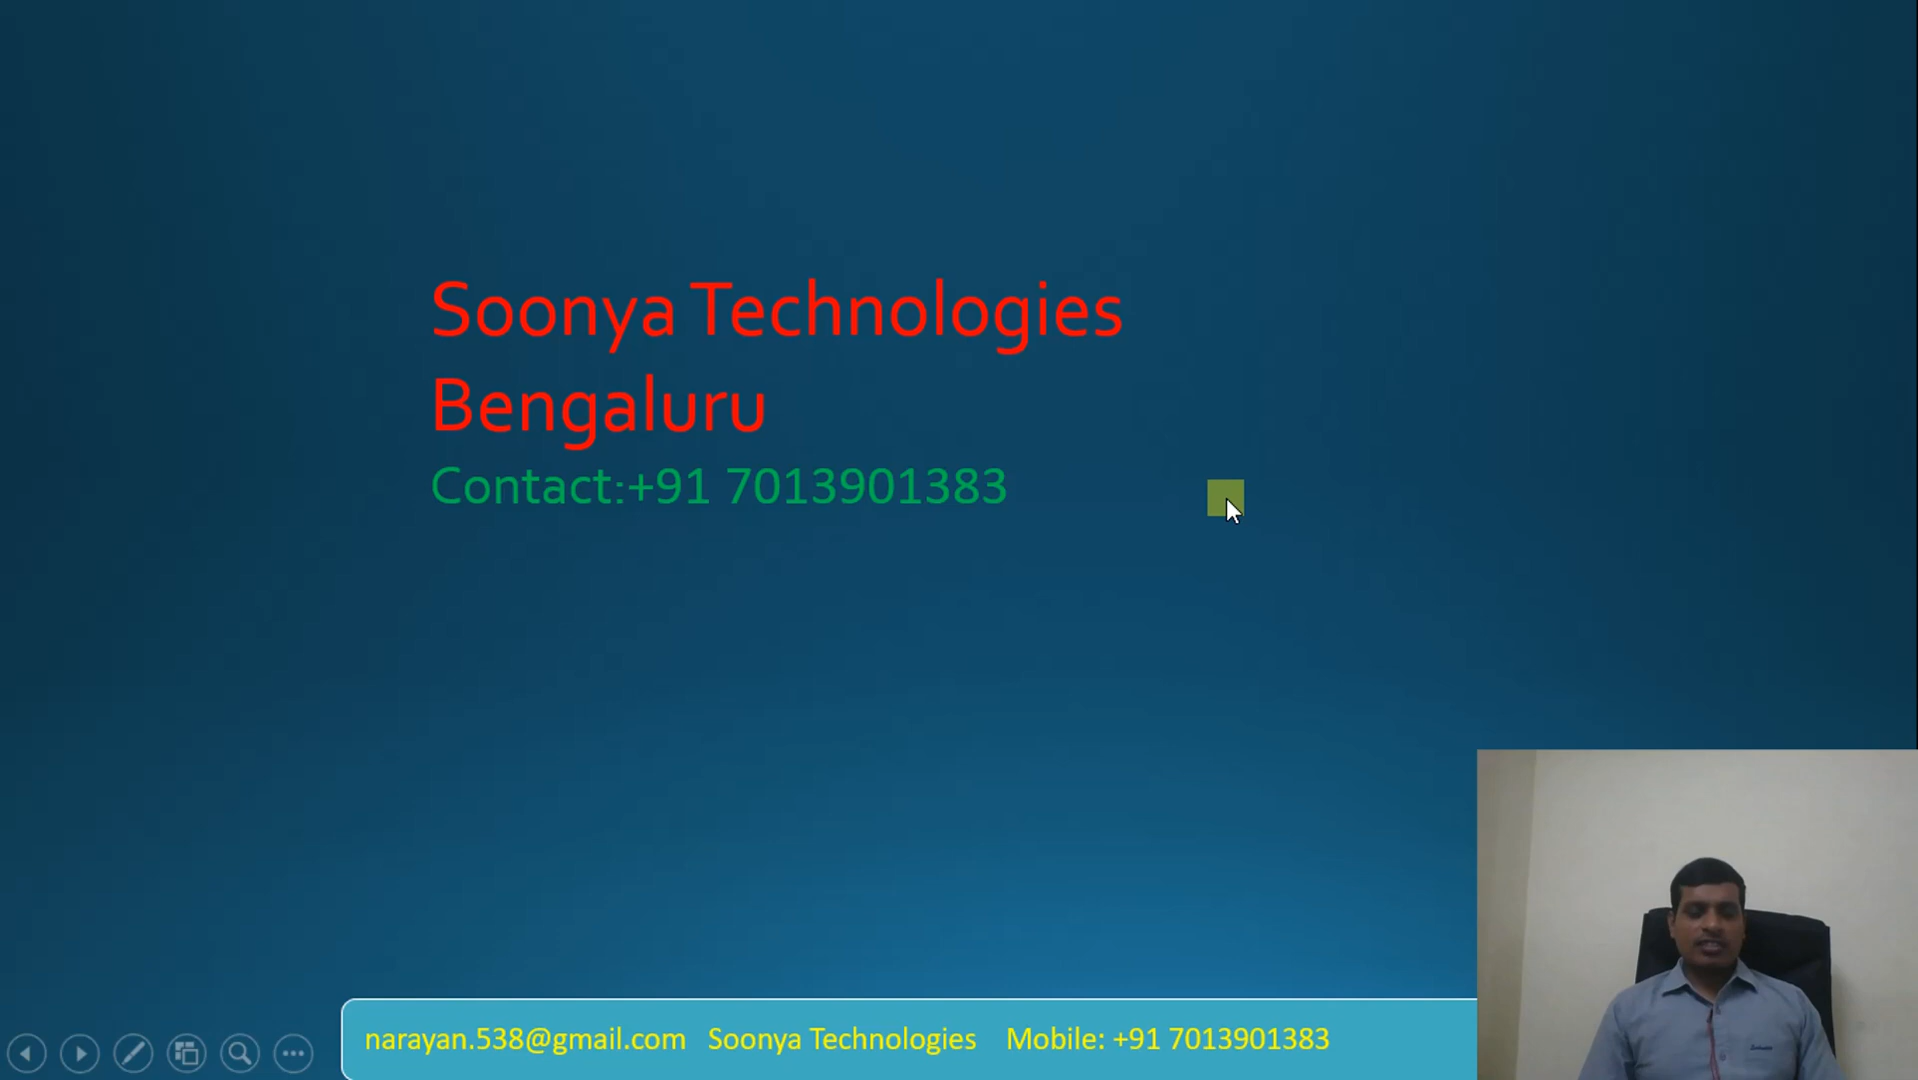 Soonya Technologies
Bengaluru
Contact:+91 7013901383
narayan.538@gmail.com Soonya Technologies Mobile: +91 7013901383